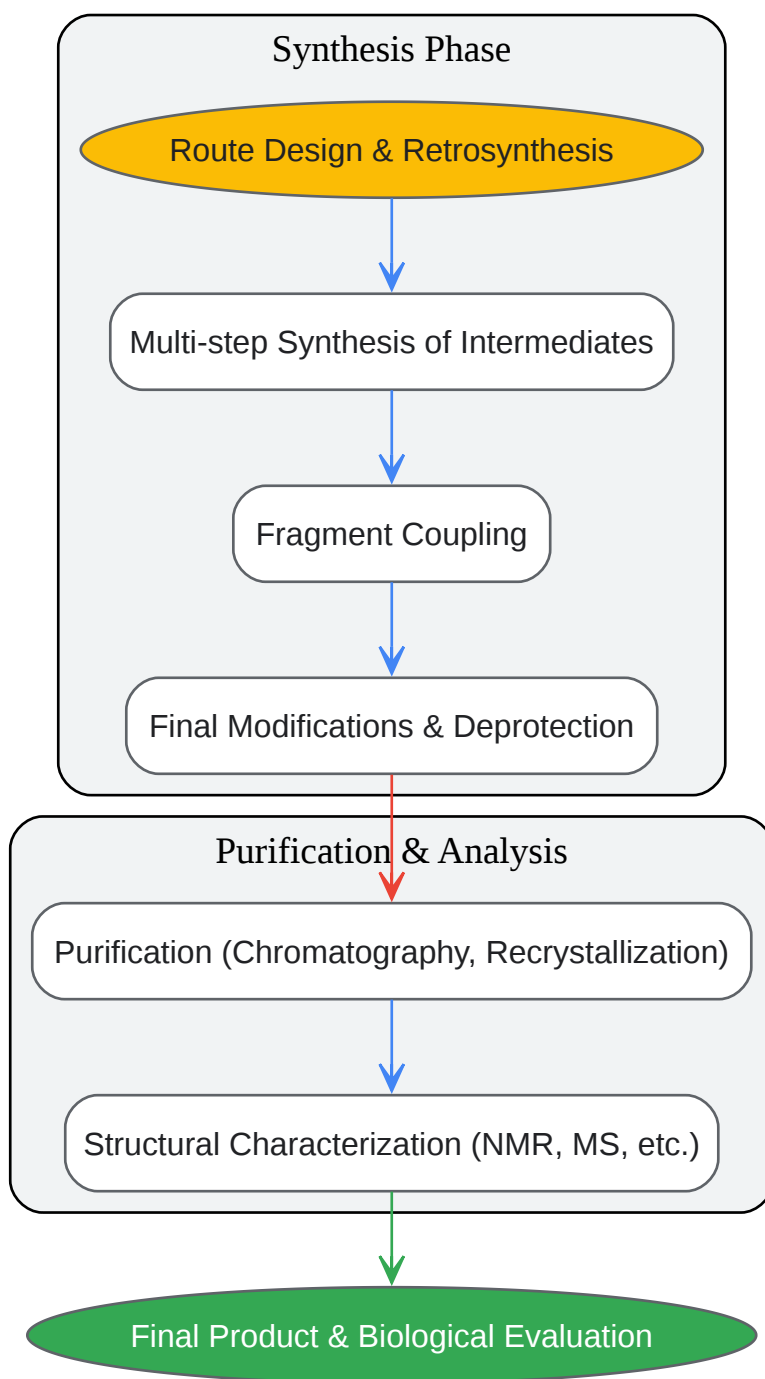 Synthesis Phase
Route Design & Retrosynthesis
Multi-step Synthesis of Intermediates
Fragment Coupling
Final Modifications & Deprotection
Purification & Analysis
Purification (Chromatography, Recrystallization)
Structural Characterization (NMR, MS, etc.)
Final Product & Biological Evaluation